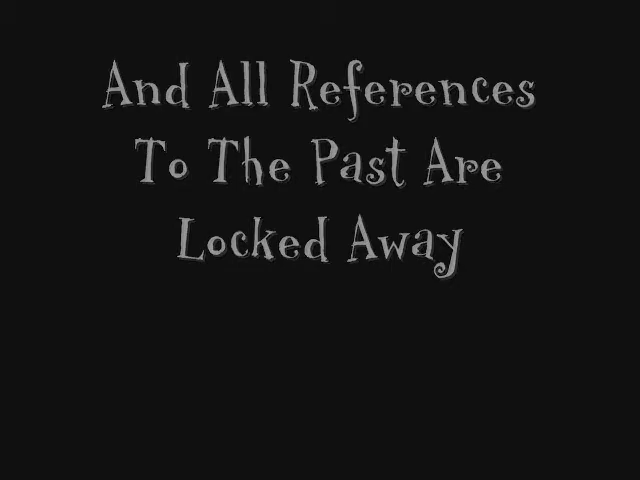 And All References
To The Past Are
Locked Away